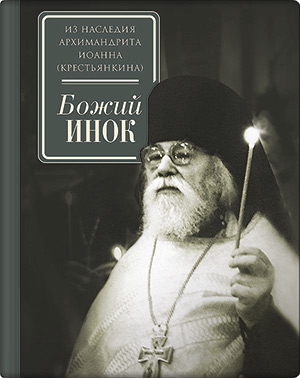 ИЗ НАСЛЕДИЯ
АРХИМАНДРИТА
ИОАННА
(КРЕСТЬЯНКИНА)
Божий
ИНОК